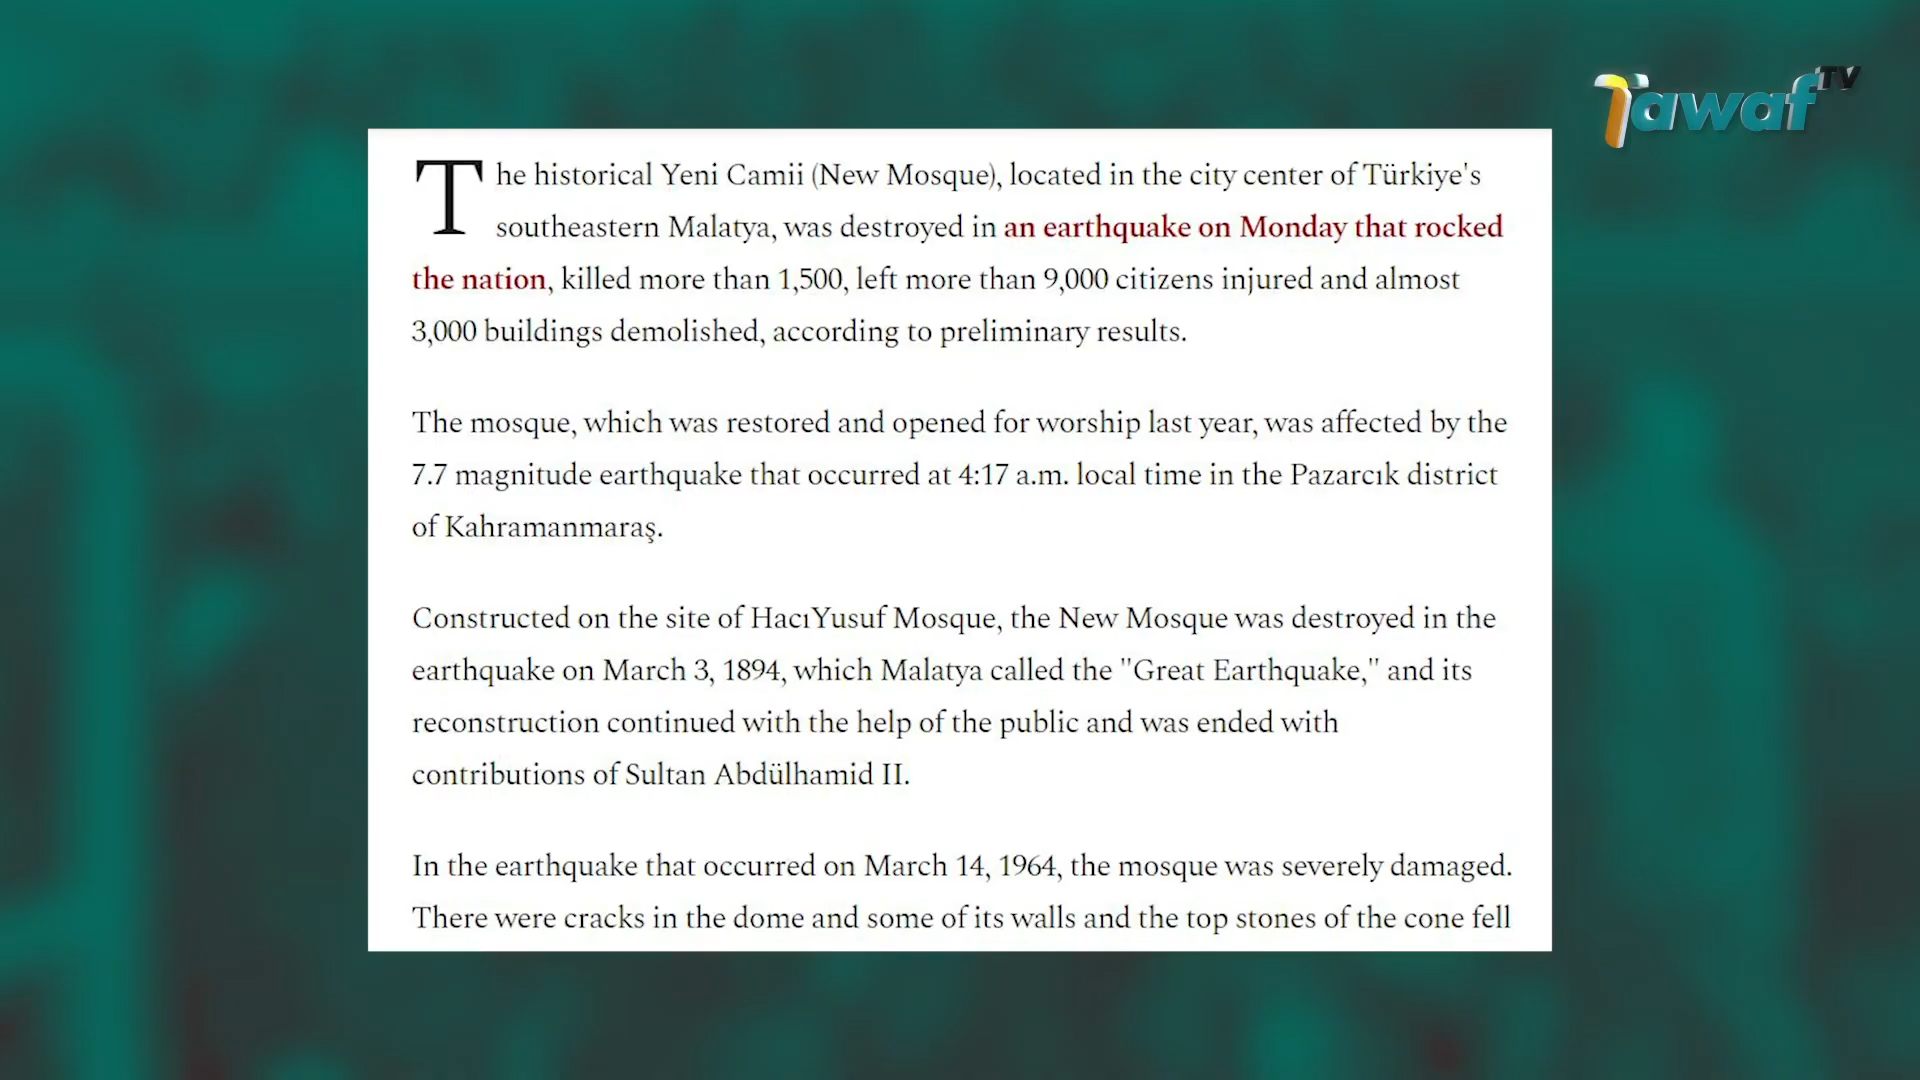 Tawaf TV
The historical Yeni Camii (New Mosque), located in the city center of Türkiye's
southeastern Malatya, was destroyed in an earthquake on Monday that rocked
the nation, killed more than 1,500, left more than 9,000 citizens injured and almost
3,000 buildings demolished, according to preliminary results.
The mosque, which was restored and opened for worship last year, was affected by the
7.7 magnitude earthquake that occurred at 4:17 a.m. local time in the Pazarcık district
of Kahramanmaraş.
Constructed on the site of HacıYusuf Mosque, the New Mosque was destroyed in the
earthquake on March 3, 1894, which Malatya called the "Great Earthquake," and its
reconstruction continued with the help of the public and was ended with
contributions of Sultan Abdülhamid II.
In the earthquake that occurred on March 14, 1964, the mosque was severely damaged.
There were cracks in the dome and some of its walls and the top stones of the cone fell